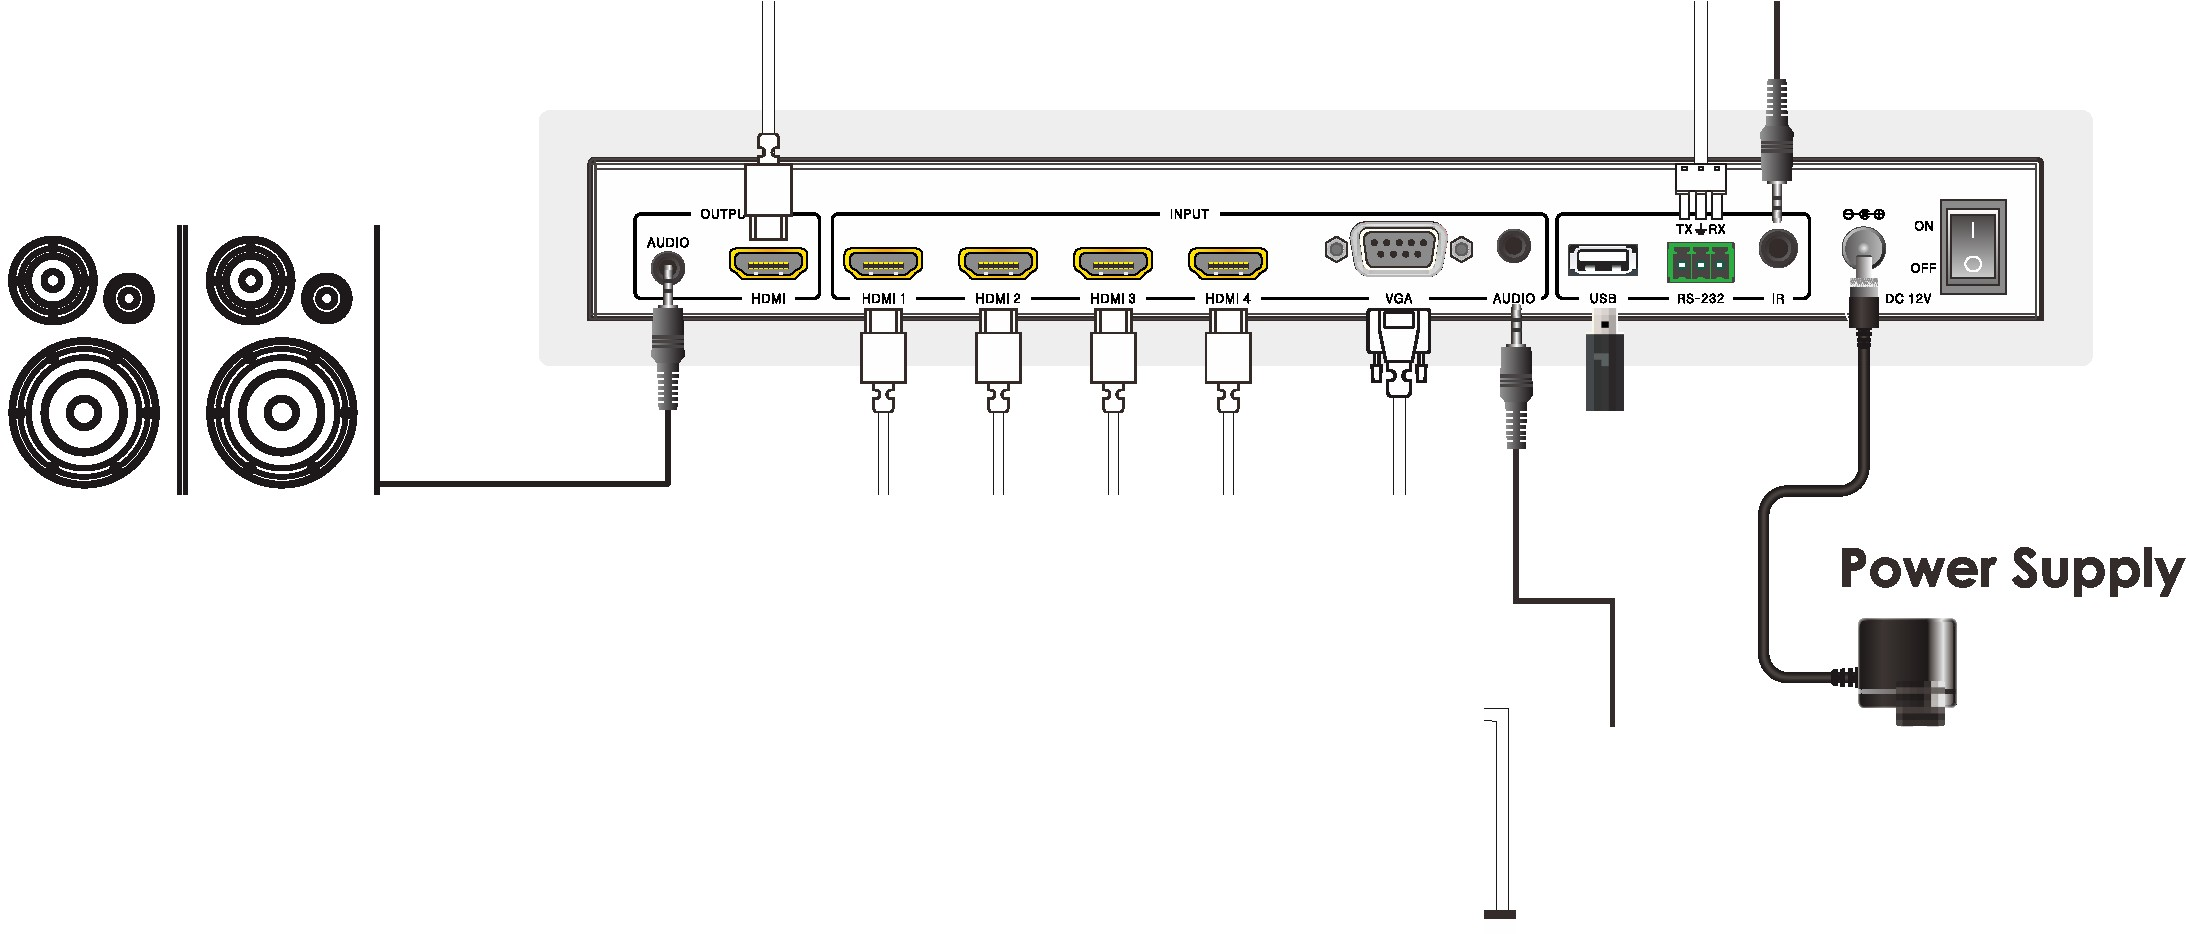 OUTPU
INPUT
AUDIO
TX RX
ON
OFF
HDMI
HDMI 1
HDMI 2
HDMI 3
HDMI 4
VGA
AUDIO
USB
RS-232
IR
DC 12V
Power Supply